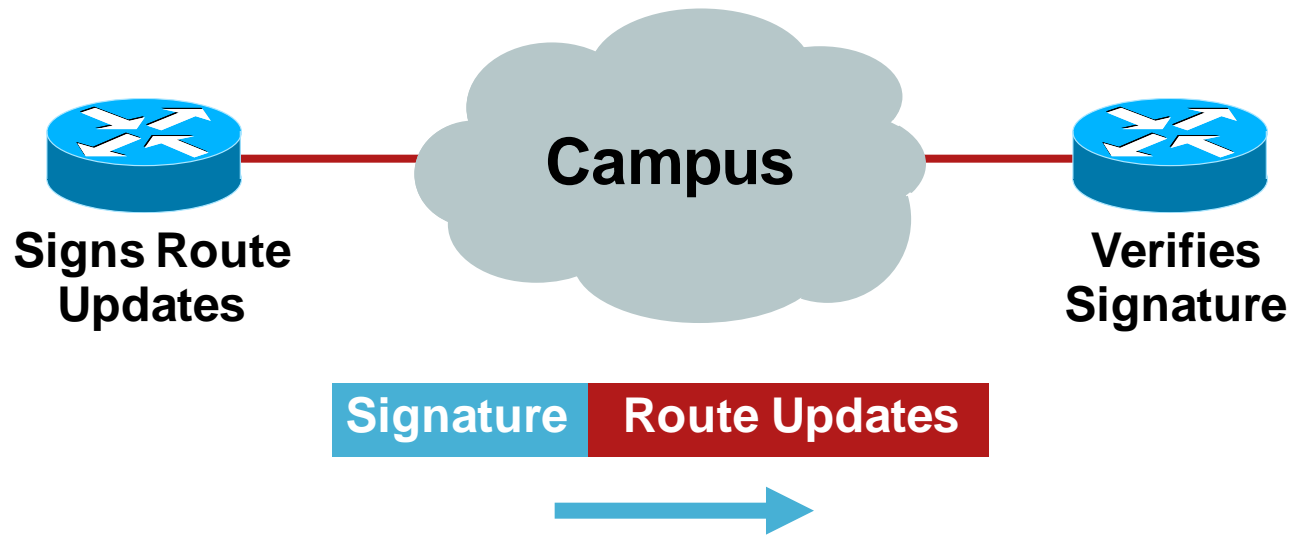 Campus
Signs Route
Updates
Verifies
Signature
Signature Route Updates